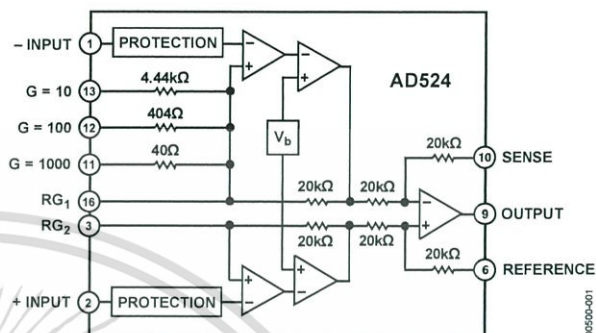 – INPUT 1 PROTECTION
AD524
G = 10 13 4.44kΩ
G = 100 12 404Ω
Vb
G = 1000 11 40Ω
20kΩ 10 SENSE
RG1 16 20kΩ 20kΩ
9 OUTPUT
RG2 3 20kΩ 20kΩ
20kΩ 6 REFERENCE
+ INPUT 2 PROTECTION
00500-001